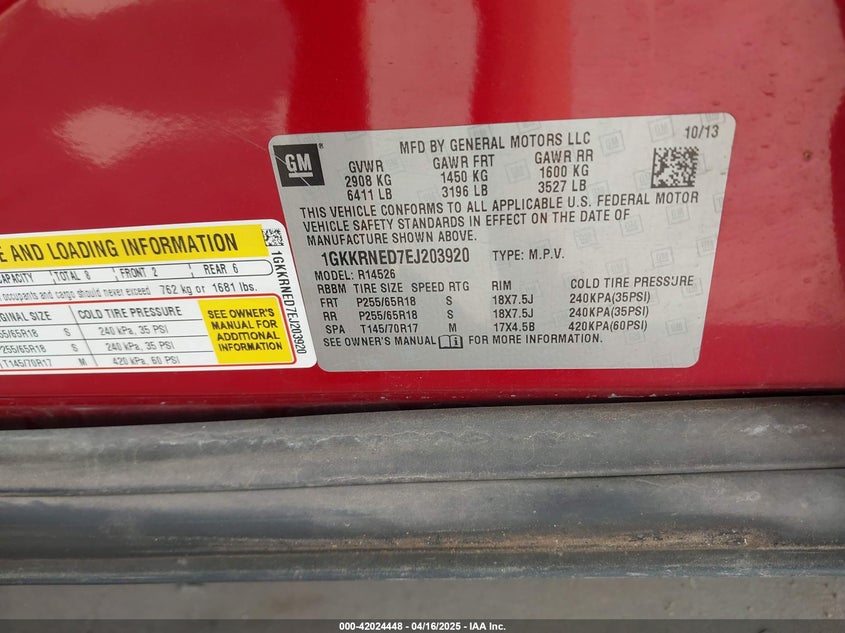 E AND LOADING INFORMATION
CAPACITY TOTAL 8 FRONT 2 REAR 6
occupants and cargo should never exceed 762 kg or 1681 lbs.
ORIGINAL SIZE COLD TIRE PRESSURE
55/65R18 S 240 kPa, 35 PSI
P255/65R18 S 240 kPa, 35 PSI
T145/70R17 M 420 kPa, 60 PSI
SEE OWNER'S
MANUAL FOR
ADDITIONAL
INFORMATION
1GKKRNED7EJ203920
GM
MFD BY GENERAL MOTORS LLC 10/13
GVWR GAWR FRT GAWR RR
2908 KG 1450 KG 1600 KG
6411 LB 3196 LB 3527 LB
THIS VEHICLE CONFORMS TO ALL APPLICABLE U.S. FEDERAL MOTOR
VEHICLE SAFETY STANDARDS IN EFFECT ON THE DATE OF
MANUFACTURE SHOWN ABOVE.
1GKKRNED7EJ203920 TYPE: M.P.V.
MODEL: R14526
RBBM TIRE SIZE SPEED RTG RIM COLD TIRE PRESSURE
FRT P255/65R18 S 18X7.5J 240KPA(35PSI)
RR P255/65R18 S 18X7.5J 240KPA(35PSI)
SPA T145/70R17 M 17X4.5B 420KPA(60PSI)
SEE OWNER'S MANUAL FOR MORE INFORMATION.
000-42024448 - 04/16/2025 - IAA Inc.